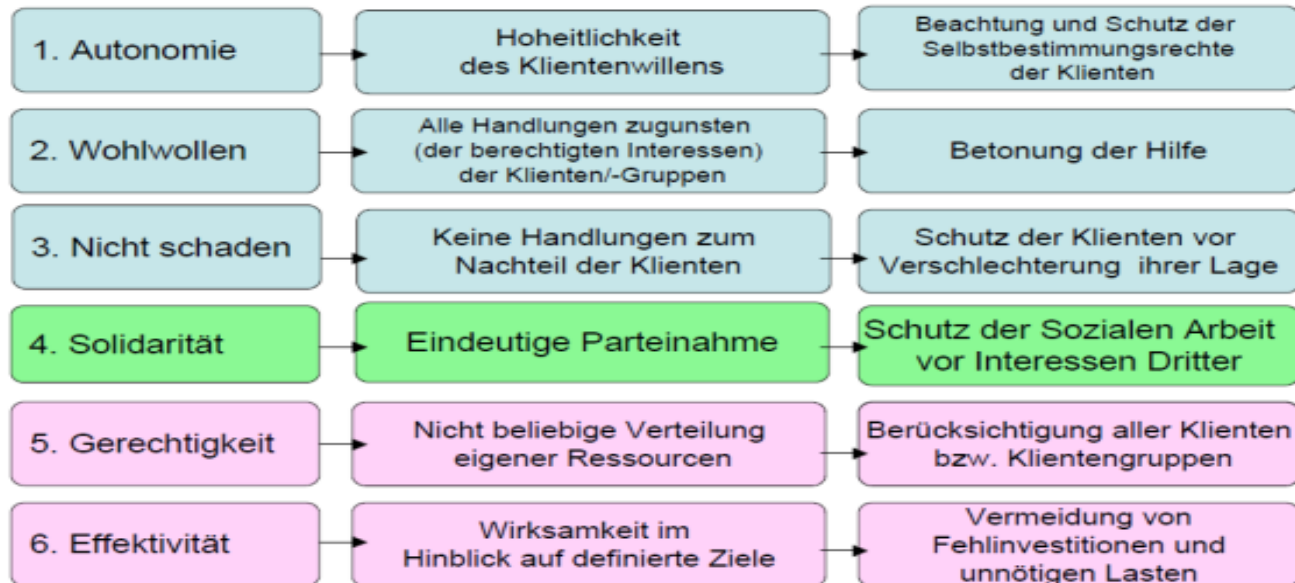 1. Autonomie
Hoheitlichkeit
des Klientenwillens
Beachtung und Schutz der
Selbstbestimmungsrechte
der Klienten
2. Wohlwollen
Alle Handlungen zugunsten
(der berechtigten Interessen)
der Klienten/-Gruppen
Betonung der Hilfe
3. Nicht schaden
Keine Handlungen zum
Nachteil der Klienten
Schutz der Klienten vor
Verschlechterung ihrer Lage
4. Solidarität
Eindeutige Parteinahme
Schutz der Sozialen Arbeit
vor Interessen Dritter
5. Gerechtigkeit
Nicht beliebige Verteilung
eigener Ressourcen
Berücksichtigung aller Klienten
bzw. Klientengruppen
6. Effektivität
Wirksamkeit im
Hinblick auf definierte Ziele
Vermeidung von
Fehlinvestitionen und
unnötigen Lasten